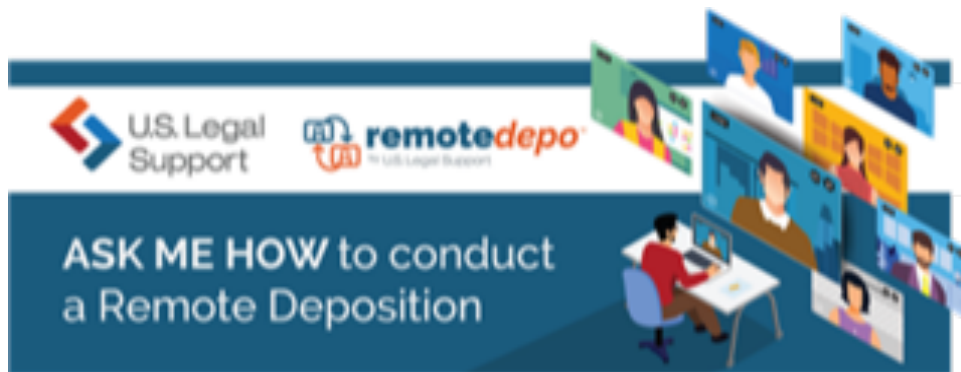 U.S. Legal
Support
remotedepo
by U.S. Legal Support
ASK ME HOW to conduct
a Remote Deposition